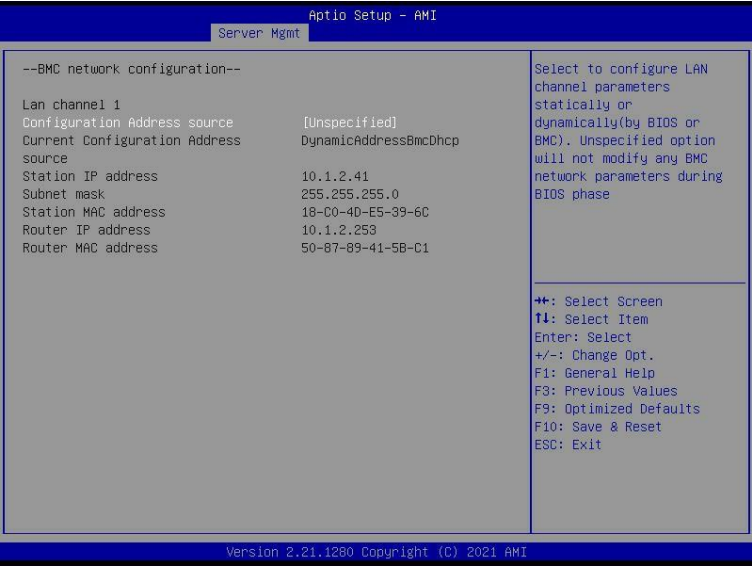 Aptio Setup - AMI
Server Mgmt
--BMC network configuration--
Lan channel 1
Configuration Address source [Unspecified]
Current Configuration Address DynamicAddressBmcDhcp
source
Station IP address 10.1.2.41
Subnet mask 255.255.255.0
Station MAC address 18-C0-4D-E5-39-6C
Router IP address 10.1.2.253
Router MAC address 50-87-89-41-5B-C1
Select to configure LAN
channel parameters
statically or
dynamically(by BIOS or
BMC). Unspecified option
will not modify any BMC
network parameters during
BIOS phase
→←: Select Screen
↑↓: Select Item
Enter: Select
+/-: Change Opt.
F1: General Help
F3: Previous Values
F9: Optimized Defaults
F10: Save & Reset
ESC: Exit
Version 2.21.1280 Copyright (C) 2021 AMI